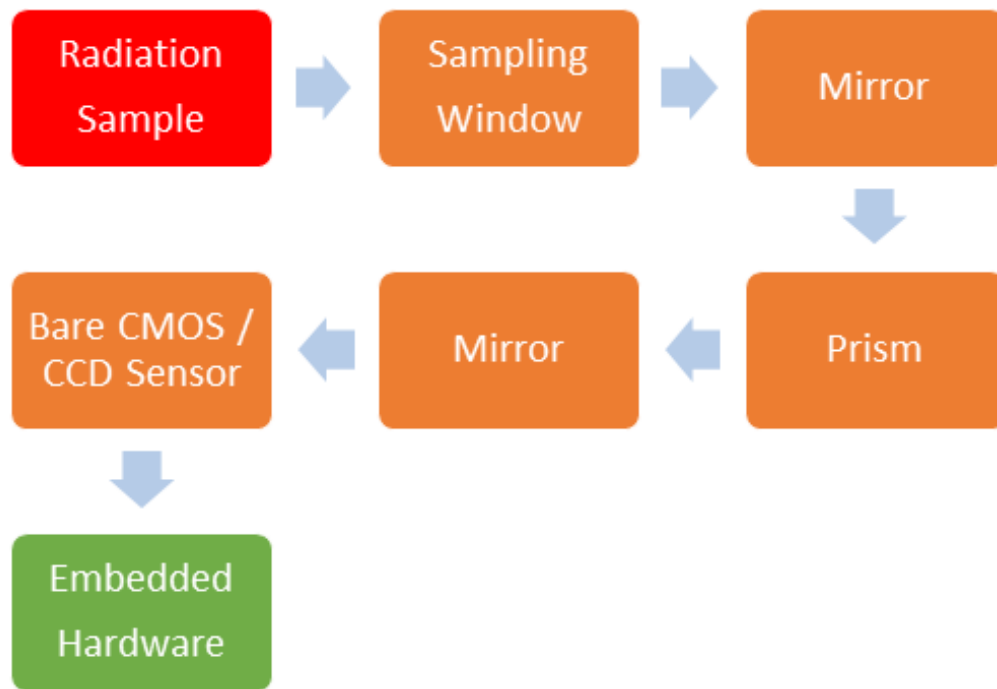 Radiation
Sample
Sampling
Window
Mirror
Bare CMOS /
CCD Sensor
Mirror
Prism
Embedded
Hardware